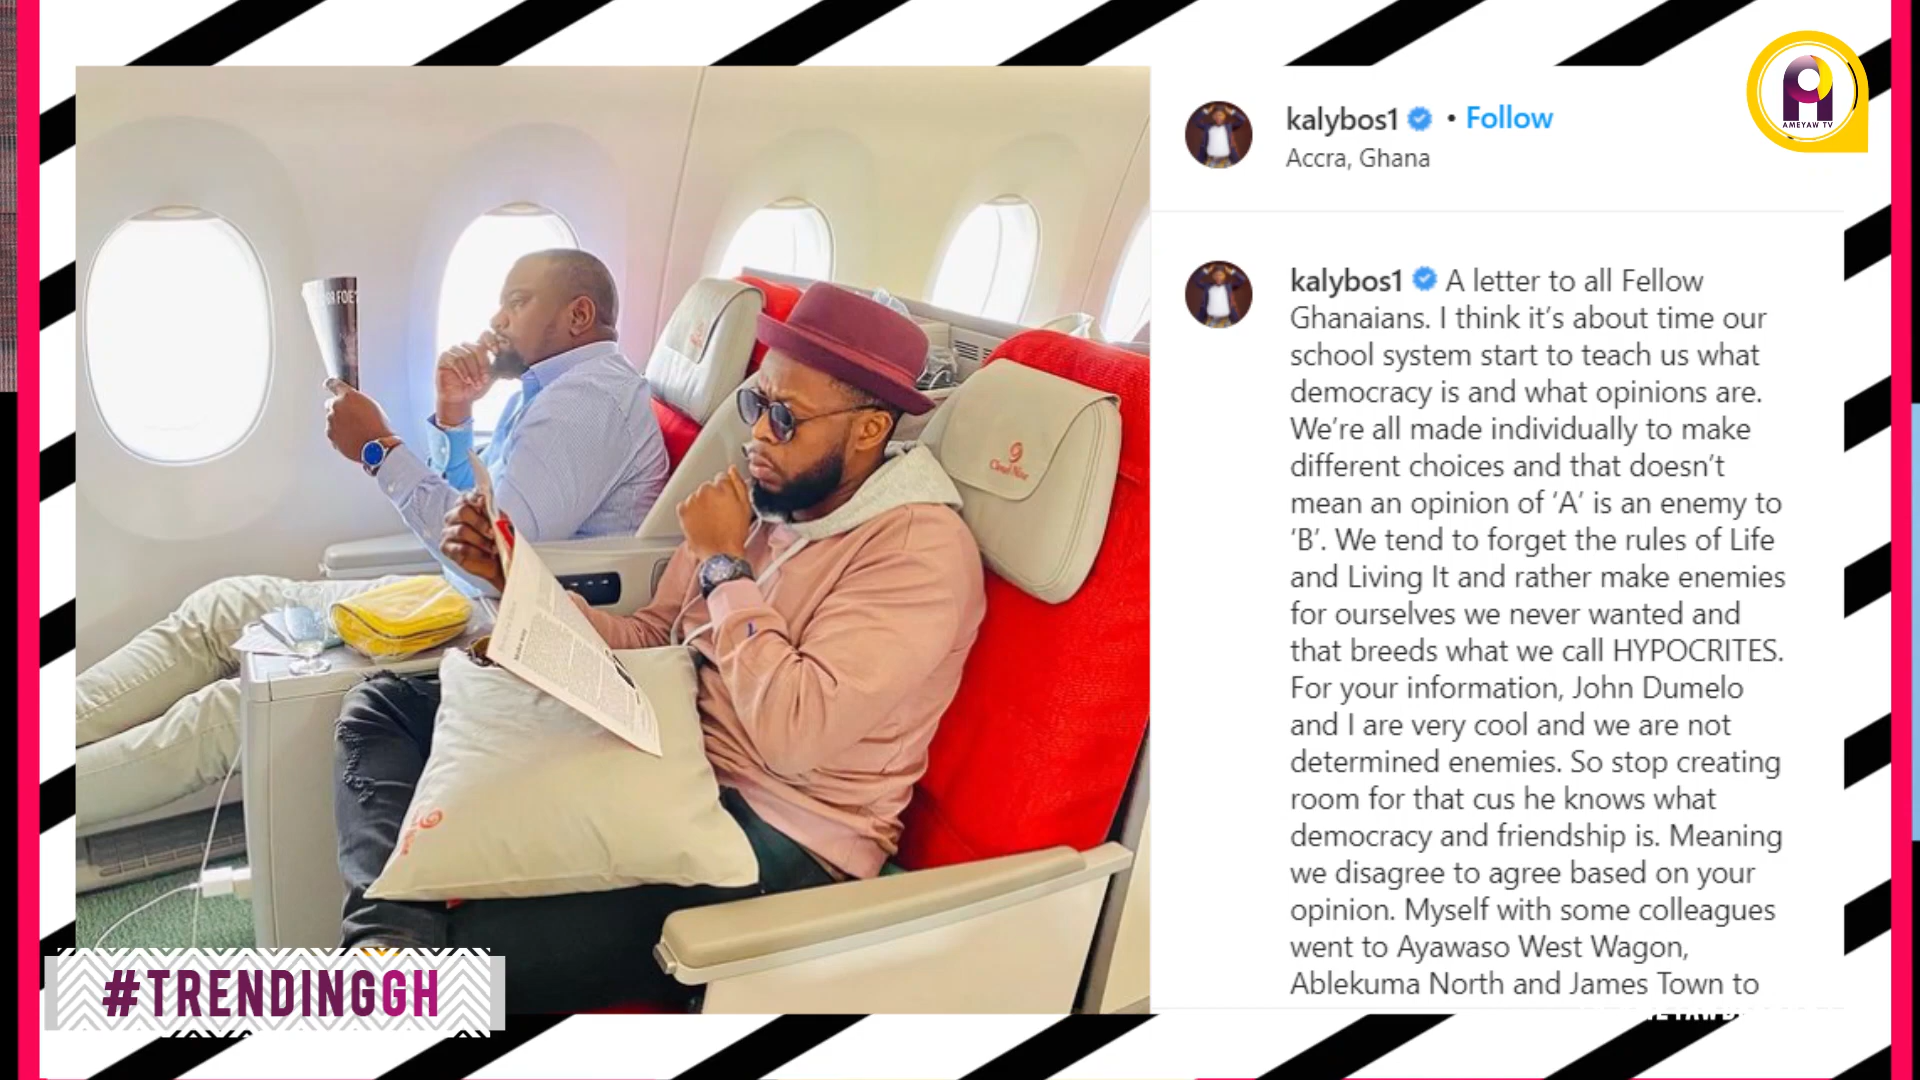 AMEYAW TV
kalybos1 • Follow
Accra, Ghana
kalybos1 A letter to all Fellow
Ghanaians. I think it's about time our
school system start to teach us what
democracy is and what opinions are.
We're all made individually to make
different choices and that doesn't
mean an opinion of 'A' is an enemy to
'B'. We tend to forget the rules of Life
and Living It and rather make enemies
for ourselves we never wanted and
that breeds what we call HYPOCRITES.
For your information, John Dumelo
and I are very cool and we are not
determined enemies. So stop creating
room for that cus he knows what
democracy and friendship is. Meaning
we disagree to agree based on your
opinion. Myself with some colleagues
went to Ayawaso West Wagon,
Ablekuma North and James Town to
Cloud Nine
#TRENDINGGH